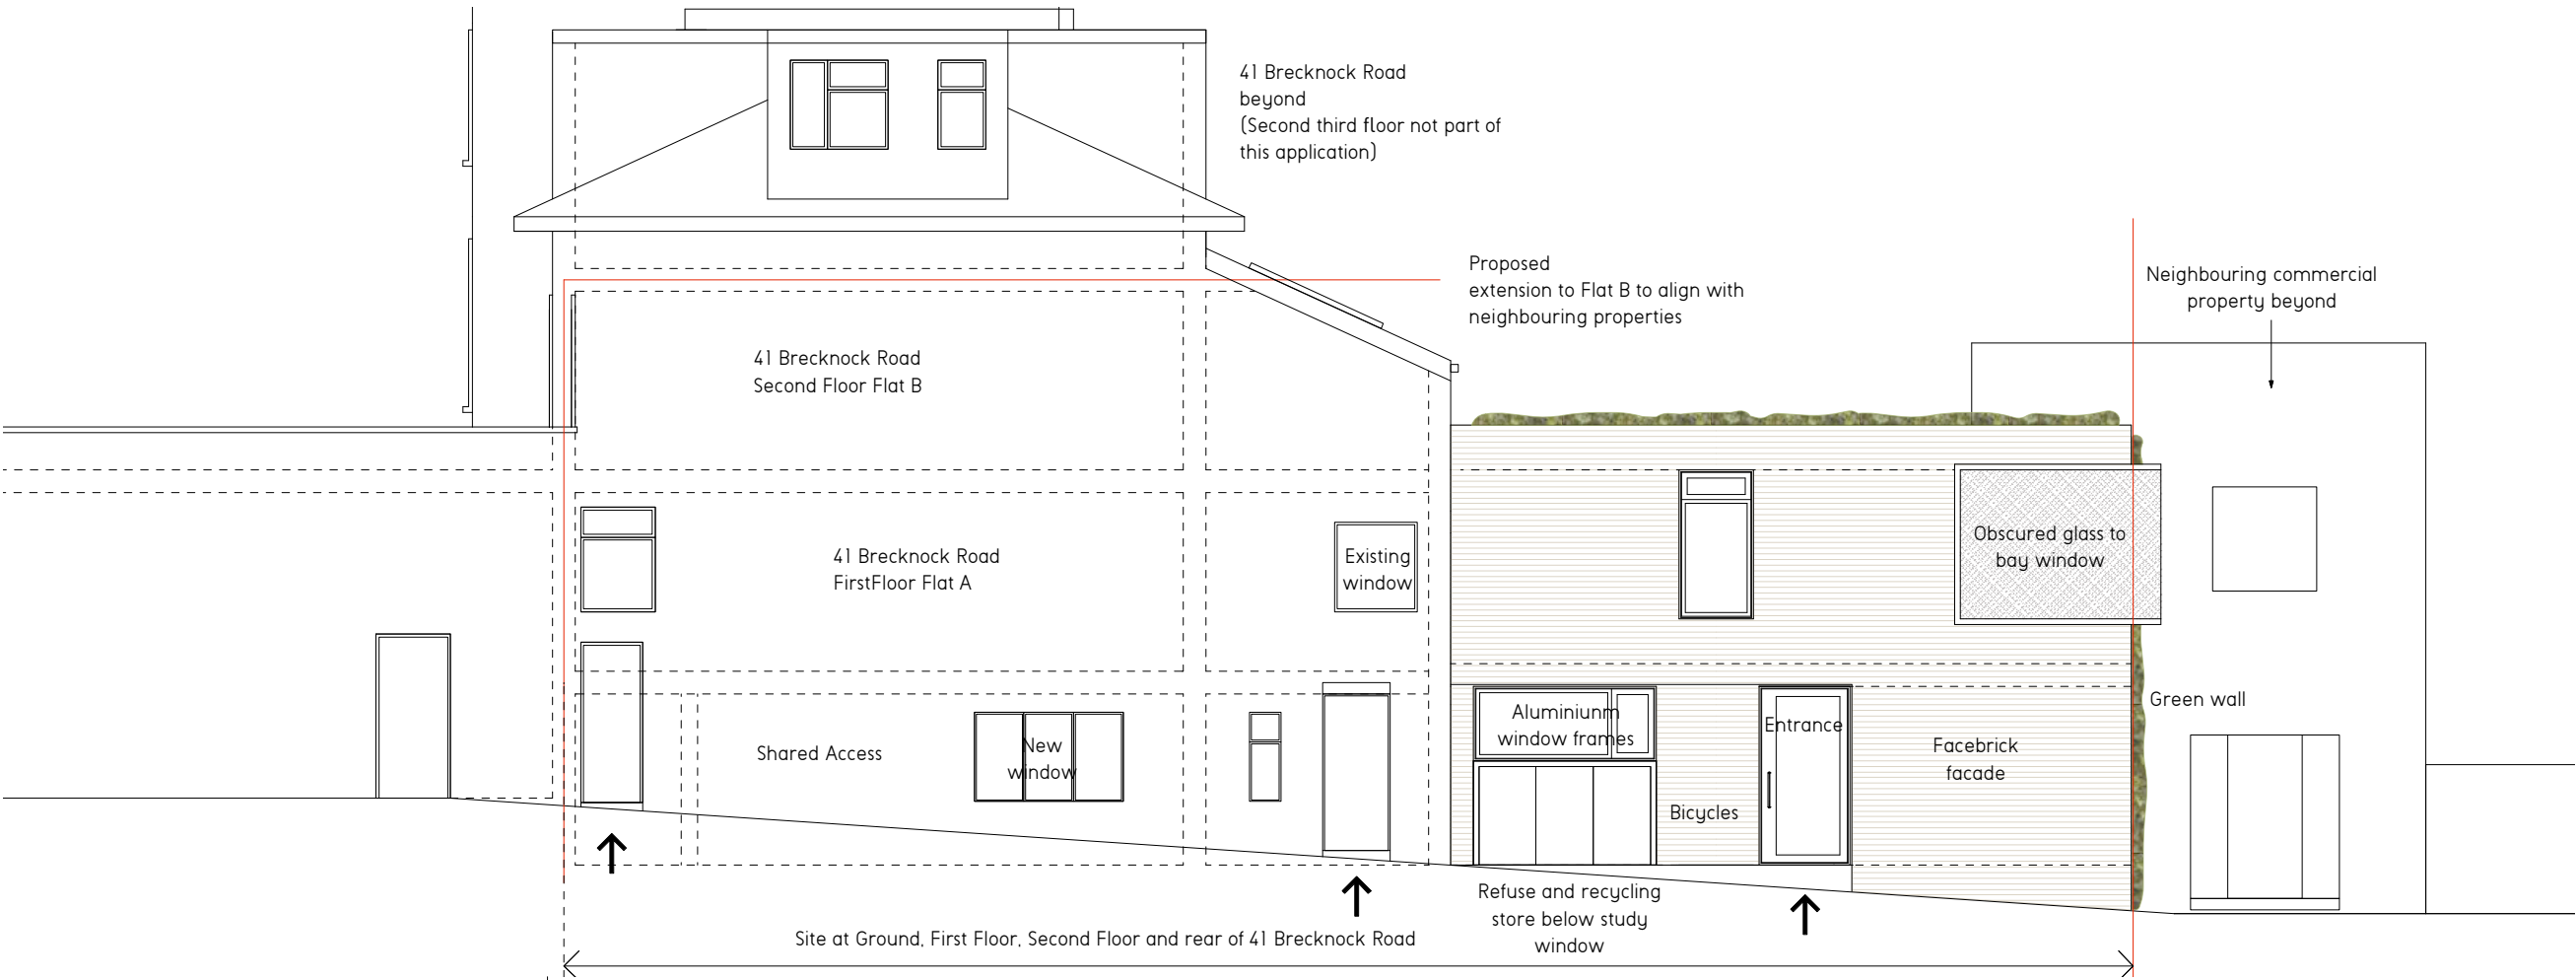 41 Brecknock Road
beyond
(Second third floor not part of
this application)
Proposed
extension to Flat B to align with
neighbouring properties
Neighbouring commercial
property beyond
41 Brecknock Road
Second Floor Flat B
41 Brecknock Road
FirstFloor Flat A
Existing
window
Obscured glass to
bay window
Green wall
Shared Access
New
window
Aluminiunm
window frames
Entrance
Facebrick
facade
Bicycles
Refuse and recycling
store below study
window
Site at Ground, First Floor, Second Floor and rear of 41 Brecknock Road